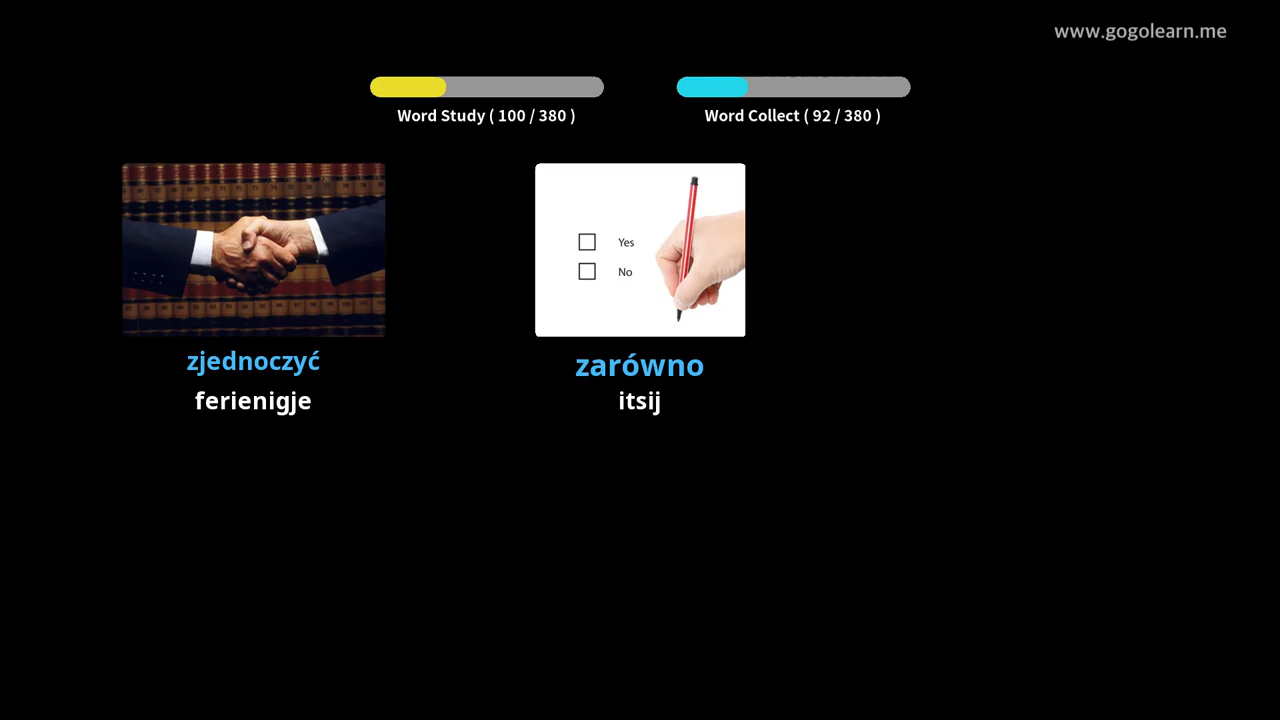 www.gogolearn.me
Word Study ( 100 / 380 )
Word Collect ( 92 / 380 )
Yes
No
zjednoczyć
zarówno
ferienigje
itsij